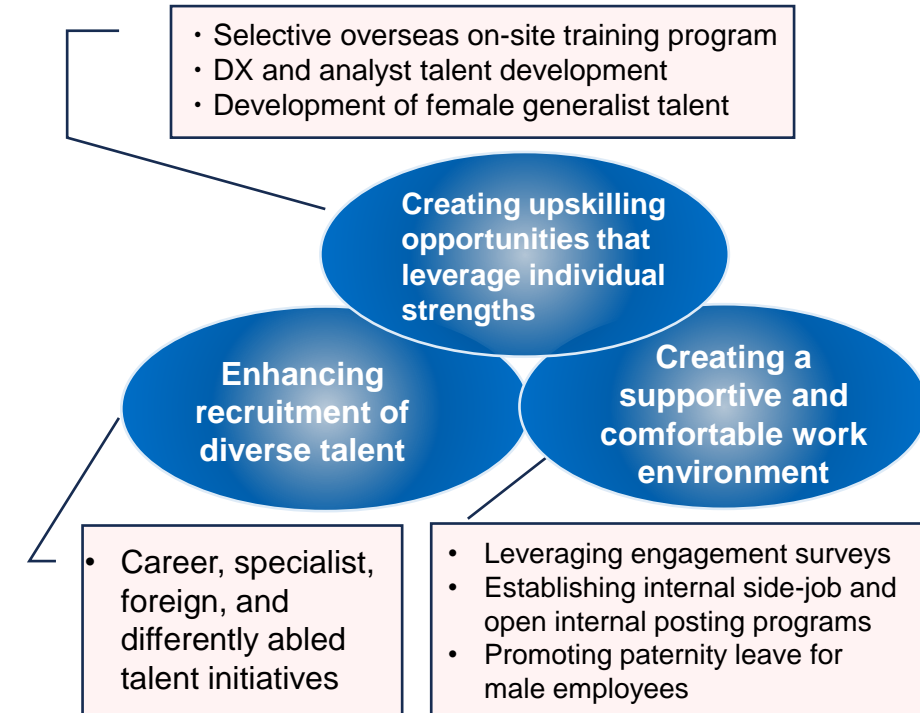 ・Selective overseas on-site training program
・DX and analyst talent development
・Development of female generalist talent
Creating upskilling
opportunities that
leverage individual
strengths
Enhancing
recruitment of
diverse talent
Creating a
supportive and
comfortable work
environment
• Career, specialist,
foreign, and
differently abled
talent initiatives
• Leveraging engagement surveys
• Establishing internal side-job and
open internal posting programs
• Promoting paternity leave for
male employees